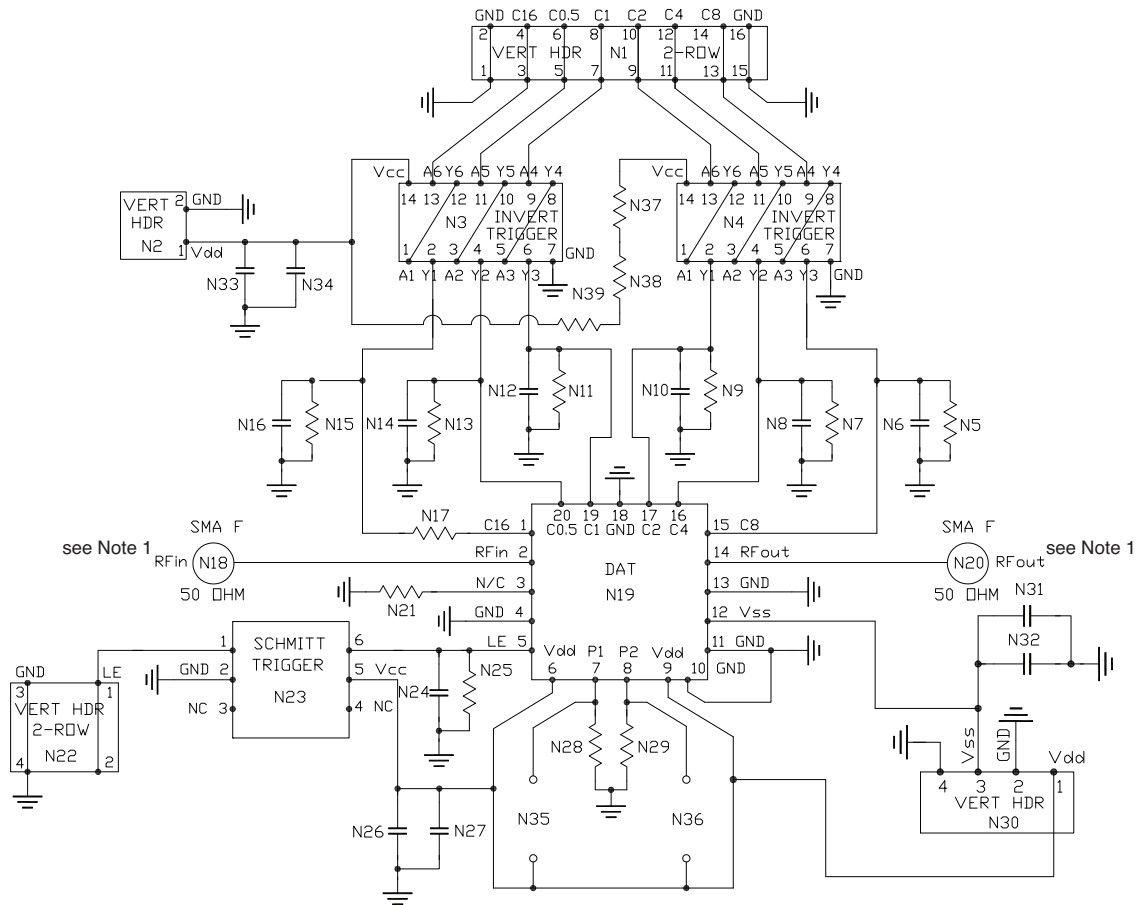 GND C16 C0.5 C1 C2 C4 C8 GND
2 4 6 8 10 12 14 16
VERT HDR N1 2-ROW
1 3 5 7 9 11 13 15
Vcc A6 Y6 A5 Y5 A4 Y4
14 13 12 11 10 9 8
N3 INVERT
TRIGGER
1 2 3 4 5 6 7 GND
A1 Y1 A2 Y2 A3 Y3
N37
Vcc A6 Y6 A5 Y5 A4 Y4
14 13 12 11 10 9 8
N4 INVERT
TRIGGER
1 2 3 4 5 6 7
GND
A1 Y1 A2 Y2 A3 Y3
VERT 2 GND
HDR
N2 1 Vdd
N33 N34
N39 N38
N16 N15 N14 N13 N12 N11 N10 N9 N8 N7 N6 N5
20 19 18 17 16
C0.5 C1 GND C2 C4
N17 C16 1
15 C8
SMA F
see Note 1
RFin N18 RFin 2
50 OHM
SMA F
see Note 1
14 RFout N20 RFout
50 OHM
DAT
N19
N/C 3
N21
13 GND
GND 4
12 Vss
LE 5
11 GND
Vdd P1 P2 Vdd
6 7 8 9 10
GND
N31
N32
1 SCHMITT 6
TRIGGER
GND 2 5 Vcc
N23
NC 3 4 NC
N24 N25
GND LE
3 1
VERT HDR
2-ROW
N22
4 2
N28 N29
N26 N27
N35 N36
Vss GND Vdd
4 3 2 1
VERT HDR
N30